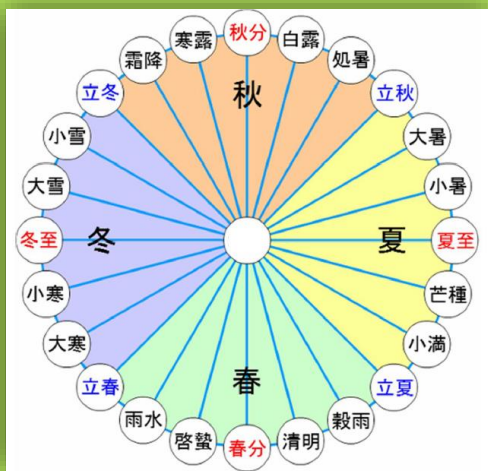 秋分
白露
処暑
立秋
大暑
小暑
夏至
芒種
小満
立夏
穀雨
清明
春分
啓蟄
雨水
立春
大寒
小寒
冬至
大雪
小雪
立冬
霜降
寒露
秋
夏
春
冬